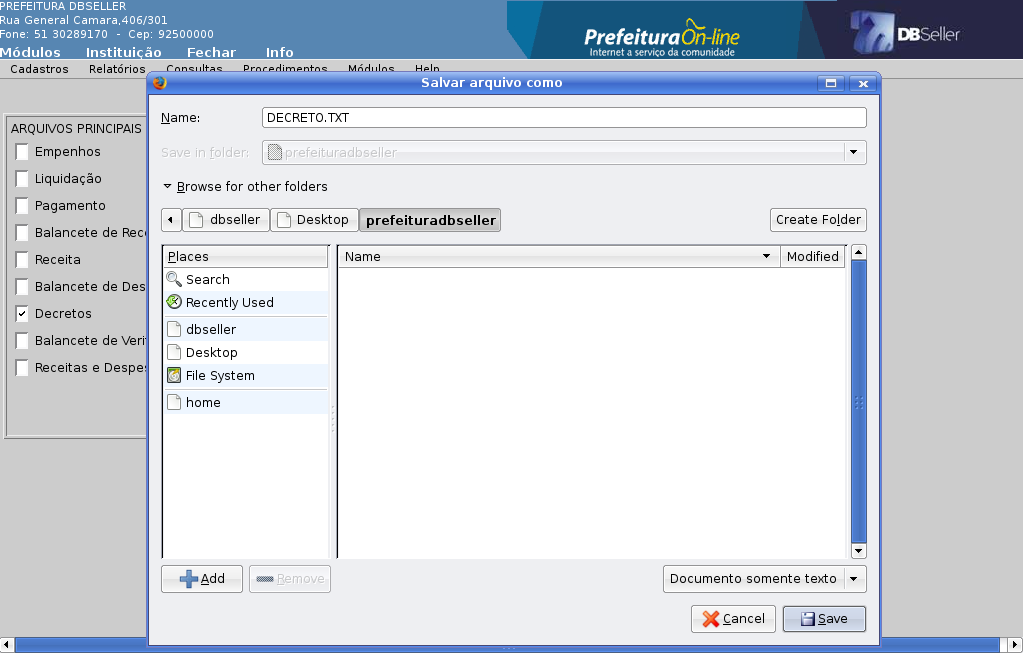 PREFEITURA DBSELLER
Rua General Camara,406/301
Fone: 51 30289170 - Cep: 92500000
Prefeitura On-line
Internet a serviço da comunidade
DBSeller
Módulos Instituição Fechar Info
Cadastros Relatórios Consultas Procedimentos Módulos Help
Salvar arquivo como
Name: DECRETO.TXT
Save in folder: prefeituradbseller
Browse for other folders
dbseller Desktop prefeituradbseller Create Folder
Places Name Modified
Search
Recently Used
dbseller
Desktop
File System
home
Add Remove Documento somente texto
Cancel Save
ARQUIVOS PRINCIPAIS
Empenhos
Liquidação
Pagamento
Balancete de Rec
Receita
Balancete de Des
Decretos
Balancete de Veri
Receitas e Despe